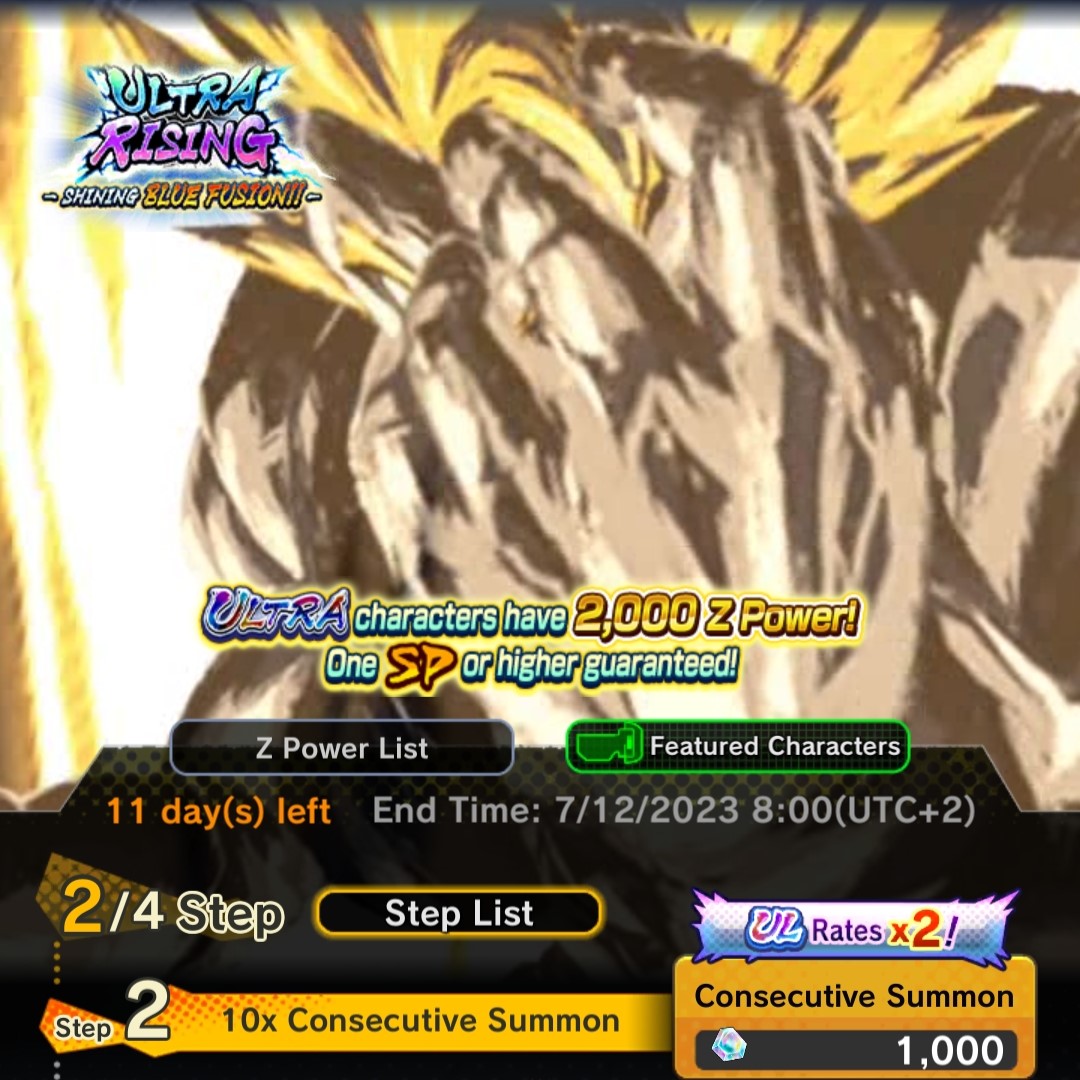 ULTRA
RISING
- SHINING BLUE FUSION!! -
ULTRA characters have 2,000 Z Power!
One SP or higher guaranteed!
Z Power List
Featured Characters
11 day(s) left End Time: 7/12/2023 8:00(UTC+2)
2/4 Step
Step List
UL Rates x2!
Step 2 10x Consecutive Summon
Consecutive Summon
1,000